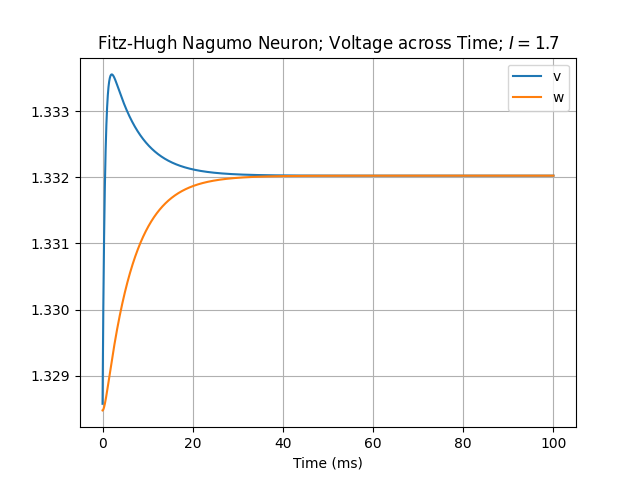 Fitz-Hugh Nagumo Neuron; Voltage across Time; I = 1.7
v
w
1.333
1.332
1.331
1.330
1.329
0 20 40 60 80 100
Time (ms)